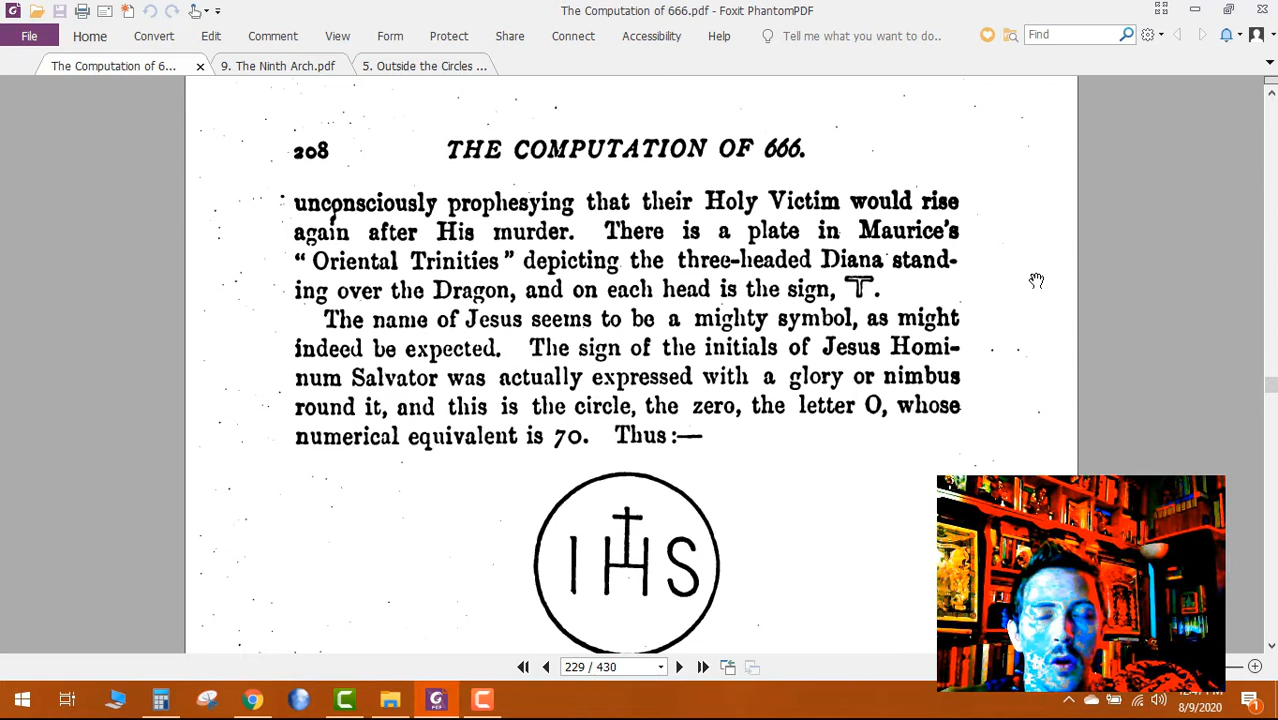 The Computation of 666.pdf - Foxit PhantomPDF
File Home Convert Edit Comment View Form Protect Share Connect Accessibility Help Tell me what you want to do.. Find
The Computation of 6... 9. The Ninth Arch.pdf 5. Outside the Circles ...
208 THE COMPUTATION OF 666.
unconsciously prophesying that their Holy Victim would rise
again after His murder. There is a plate in Maurice's
“Oriental Trinities” depicting the three-headed Diana stand-
ing over the Dragon, and on each head is the sign, T.
The name of Jesus seems to be a mighty symbol, as might
indeed be expected. The sign of the initials of Jesus Homi-
num Salvator was actually expressed with a glory or nimbus
round it, and this is the circle, the zero, the letter O, whose
numerical equivalent is 70. Thus:—
IHS
229 / 430
8/9/2020